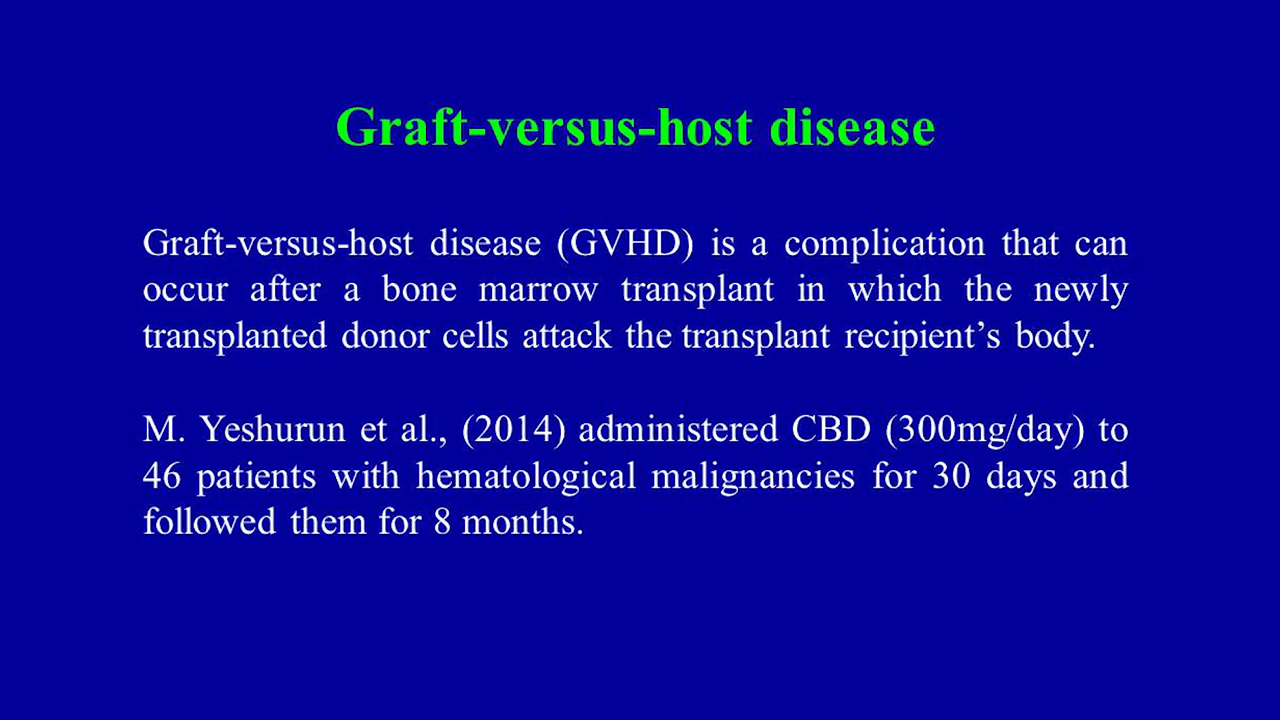 Graft-versus-host disease
Graft-versus-host disease (GVHD) is a complication that can
occur after a bone marrow transplant in which the newly
transplanted donor cells attack the transplant recipient’s body.
M. Yeshurun et al., (2014) administered CBD (300mg/day) to
46 patients with hematological malignancies for 30 days and
followed them for 8 months.